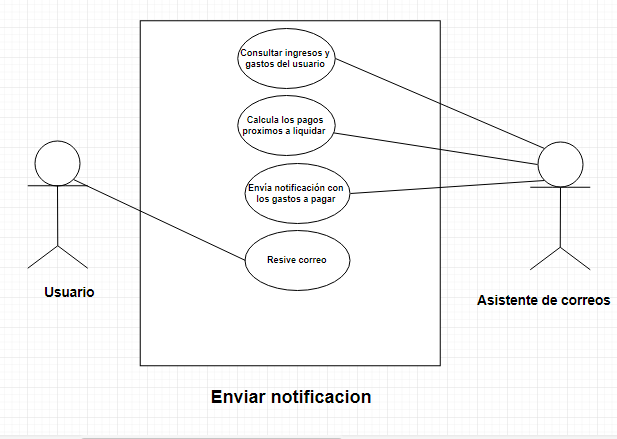 Consultar ingresos y
gastos del usuario
Calcula los pagos
proximos a liquidar
Envía notificación con
los gastos a pagar
Resive correo
Usuario
Asistente de correos
Enviar notificacion